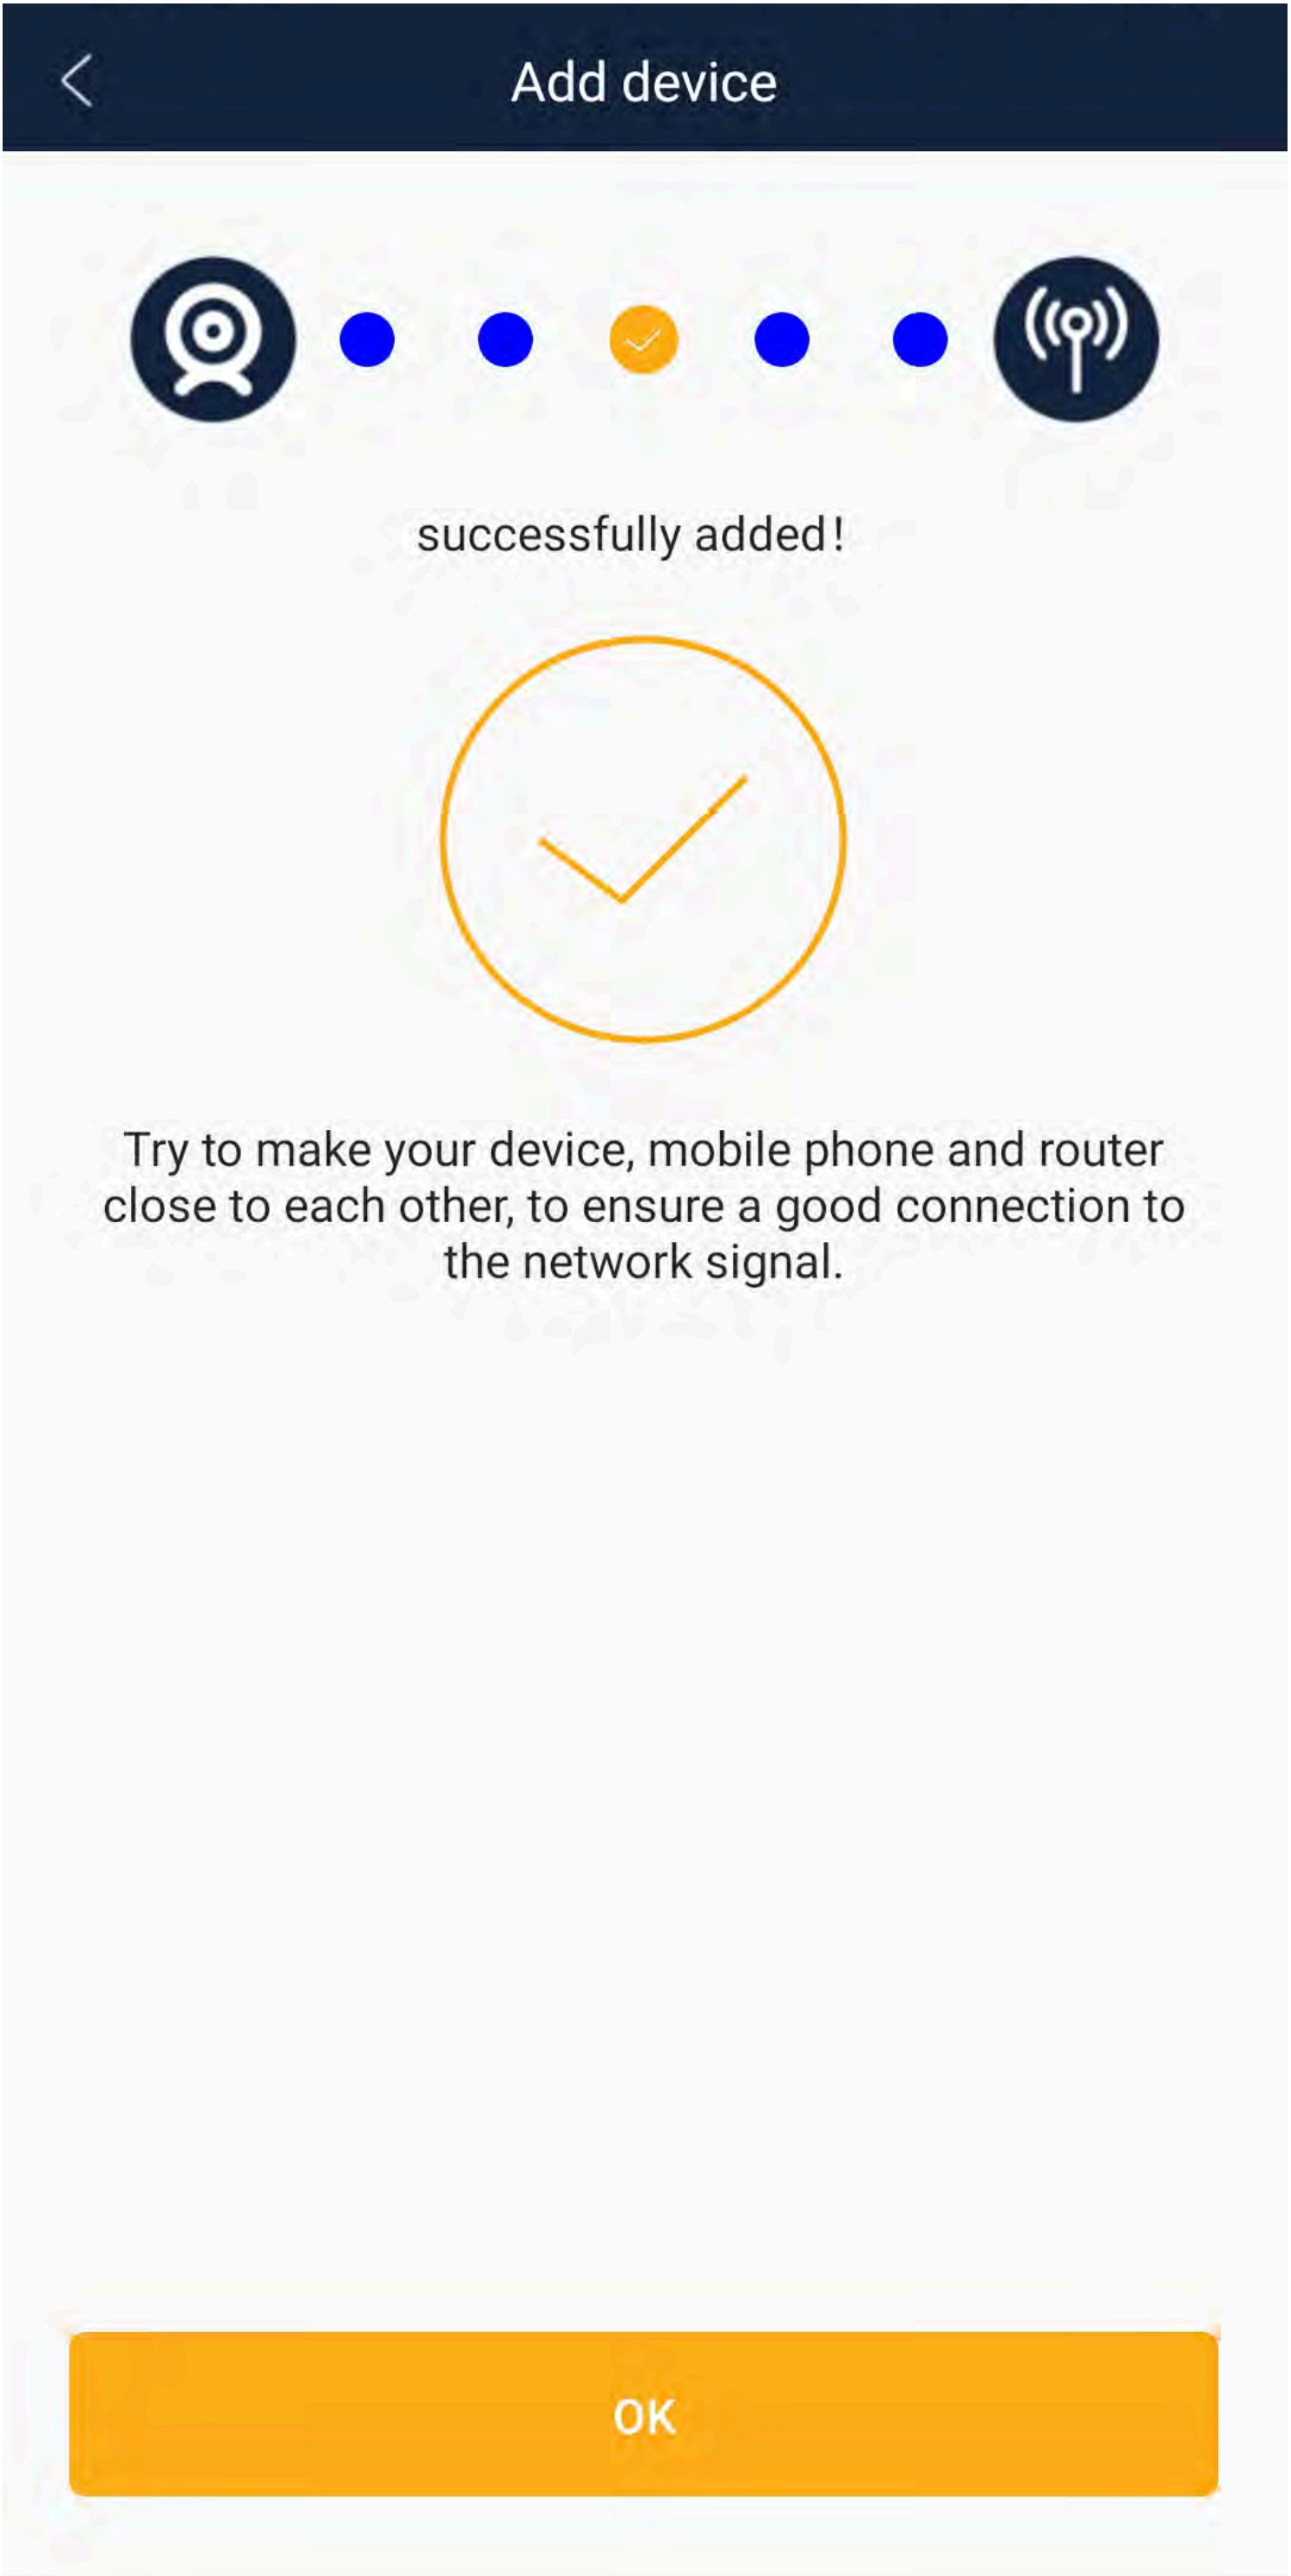 Add device
successfully added!
Try to make your device, mobile phone and router
close to each other, to ensure a good connection to
the network signal.
OK